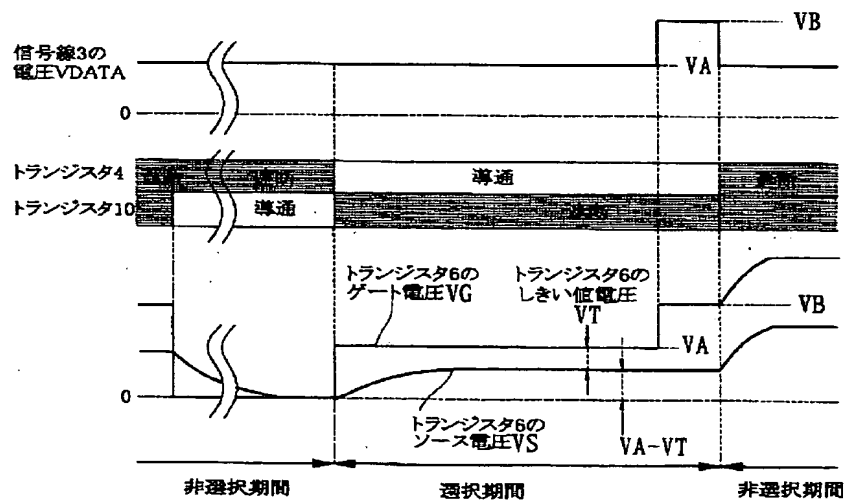 VB
信号線3の
電圧VDATA
VA
0
トランジスタ4
遮断
導通
トランジスタ10
導通
遮断
トランジスタ6の
ゲート電圧VG
トランジスタ6の
しきい値電圧
VT
VB
VA
0
トランジスタ6の
ソース電圧VS
VA-VT
非選択期間
選択期間
非選択期間